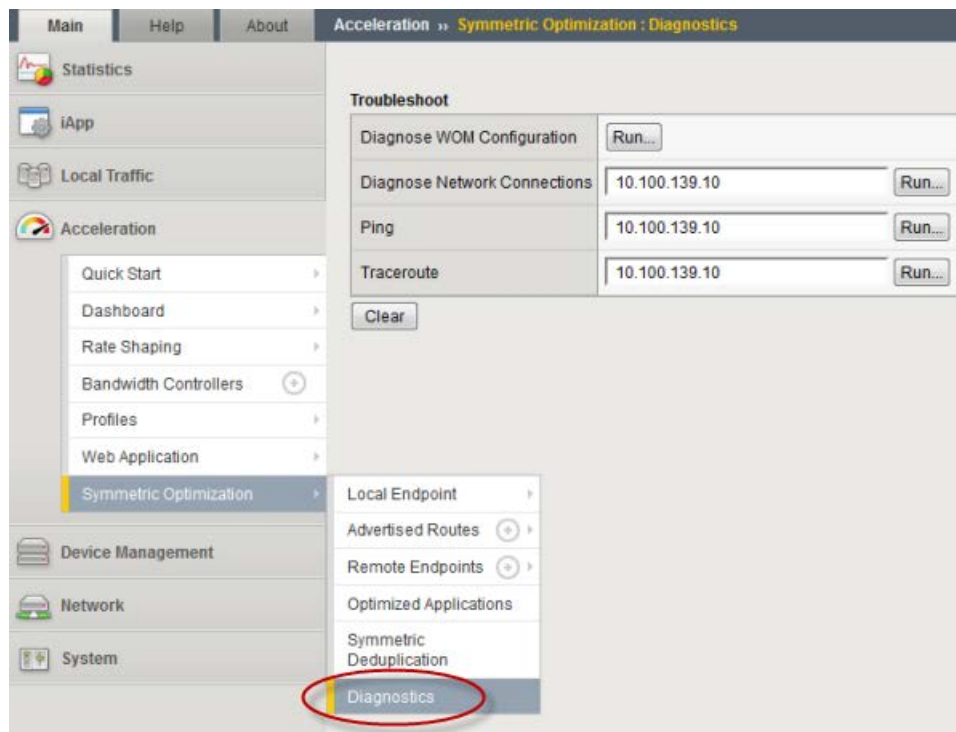 Main Help About
Acceleration ›› Symmetric Optimization : Diagnostics
Statistics
iApp
Local Traffic
Acceleration
Quick Start
Dashboard
Rate Shaping
Bandwidth Controllers
Profiles
Web Application
Symmetric Optimization
Device Management
Network
System
Troubleshoot
Diagnose WOM Configuration Run...
Diagnose Network Connections 10.100.139.10 Run...
Ping 10.100.139.10 Run...
Traceroute 10.100.139.10 Run...
Clear
Local Endpoint
Advertised Routes
Remote Endpoints
Optimized Applications
Symmetric
Deduplication
Diagnostics